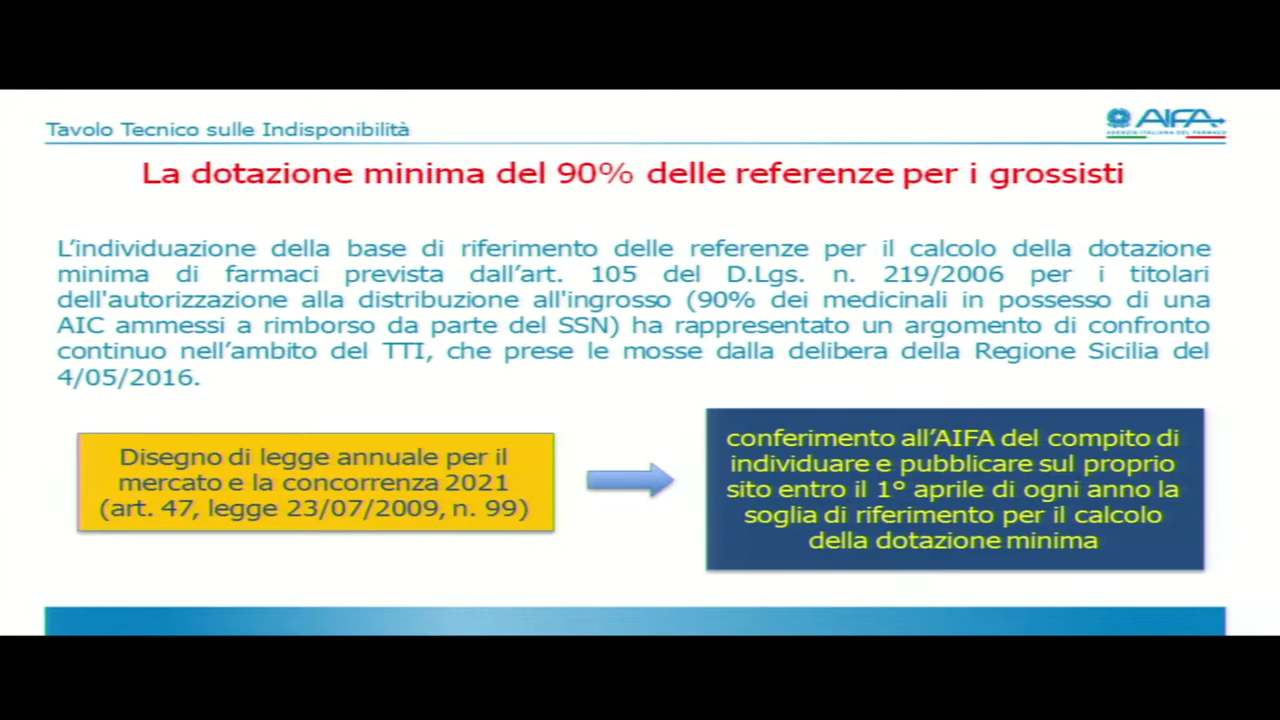 Tavolo Tecnico sulle Indisponibilità
AIFA
AGENZIA ITALIANA DEL FARMACO
La dotazione minima del 90% delle referenze per i grossisti
L’individuazione della base di riferimento delle referenze per il calcolo della dotazione
minima di farmaci prevista dall’art. 105 del D.Lgs. n. 219/2006 per i titolari
dell'autorizzazione alla distribuzione all'ingrosso (90% dei medicinali in possesso di una
AIC ammessi a rimborso da parte del SSN) ha rappresentato un argomento di confronto
continuo nell’ambito del TTI, che prese le mosse dalla delibera della Regione Sicilia del
4/05/2016.
Disegno di legge annuale per il
mercato e la concorrenza 2021
(art. 47, legge 23/07/2009, n. 99)
conferimento all’AIFA del compito di
individuare e pubblicare sul proprio
sito entro il 1° aprile di ogni anno la
soglia di riferimento per il calcolo
della dotazione minima